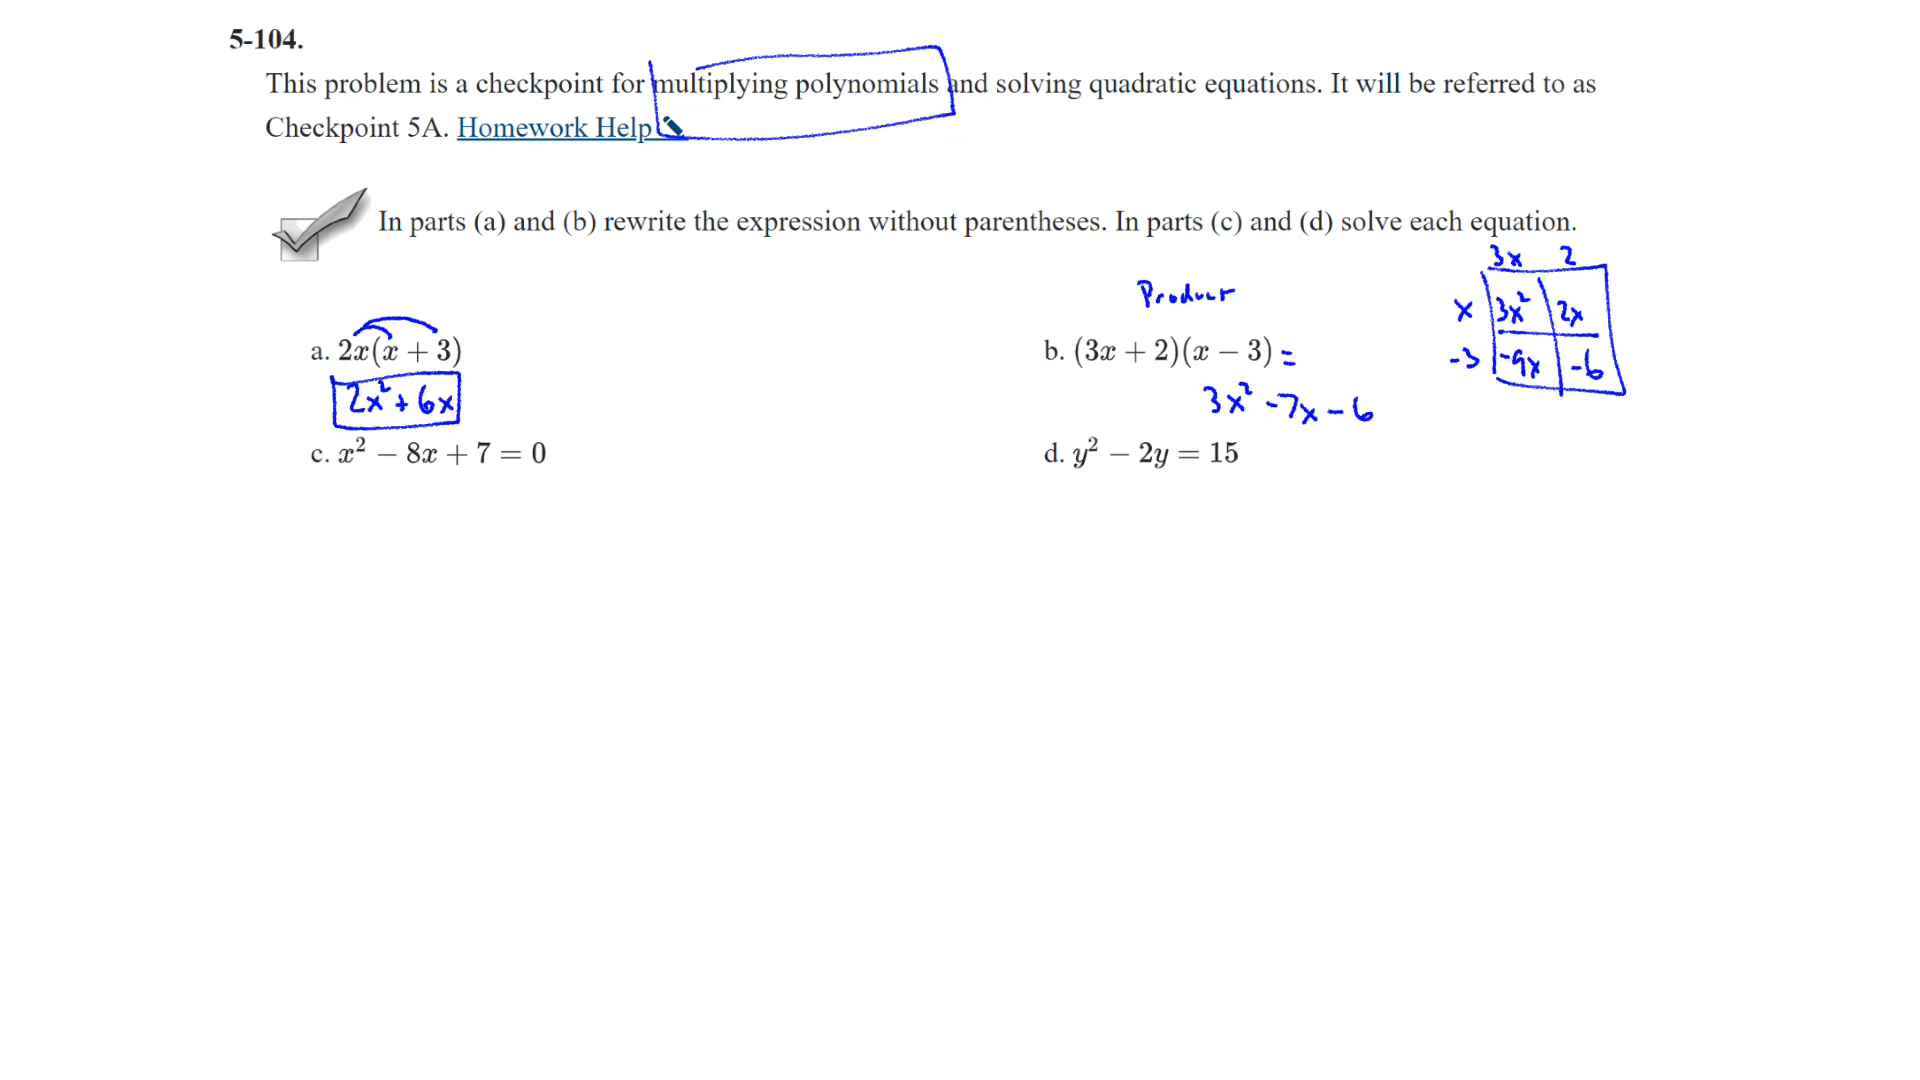 5-104.
This problem is a checkpoint for multiplying polynomials and solving quadratic equations. It will be referred to as
Checkpoint 5A. Homework Help
In parts (a) and (b) rewrite the expression without parentheses. In parts (c) and (d) solve each equation.
a. 2x(x + 3)
2x² + 6x
Product
b. (3x + 2)(x − 3) =
3x² - 7x - 6
3x 2
x 3x² 2x
-3 -9x -6
c. x² − 8x + 7 = 0
d. y² − 2y = 15